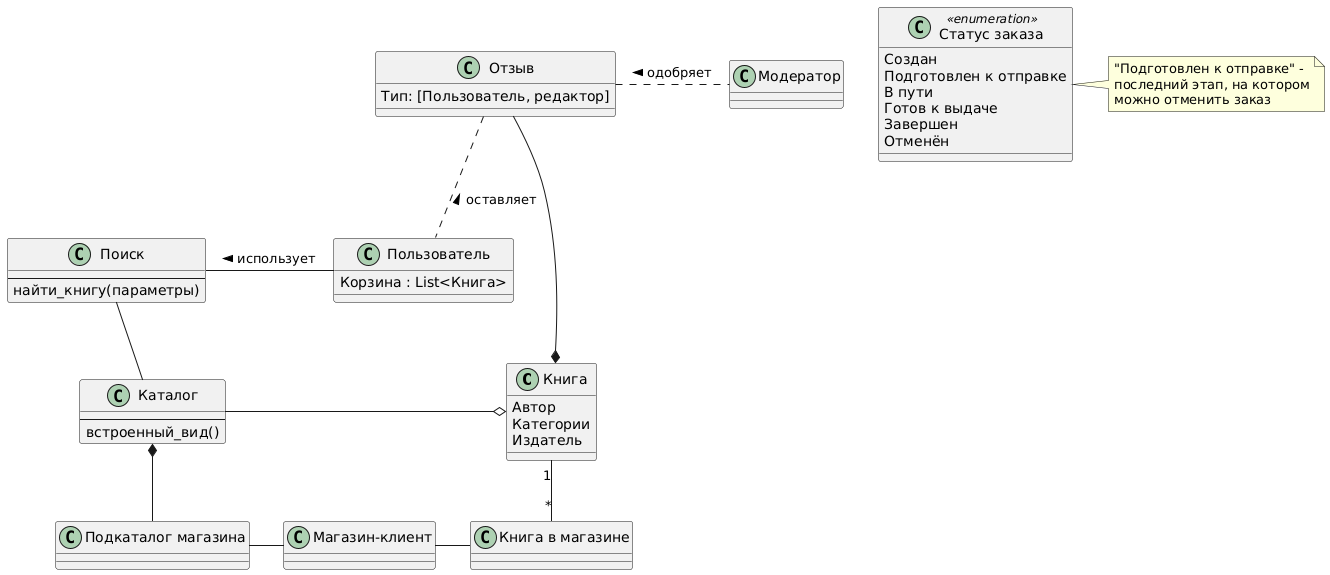 C Отзыв
Тип: [Пользователь, редактор]
одобряет
C Модератор
C «enumeration»
Статус заказа
Создан
Подготовлен к отправке
В пути
Готов к выдаче
Завершен
Отменён
"Подготовлен к отправке" -
последний этап, на котором
можно отменить заказ
оставляет
C Поиск
найти_книгу(параметры)
использует
C Пользователь
Корзина : List<Книга>
C Каталог
встроенный_вид()
C Книга
Автор
Категории
Издатель
1
*
C Подкаталог магазина
C Магазин-клиент
C Книга в магазине